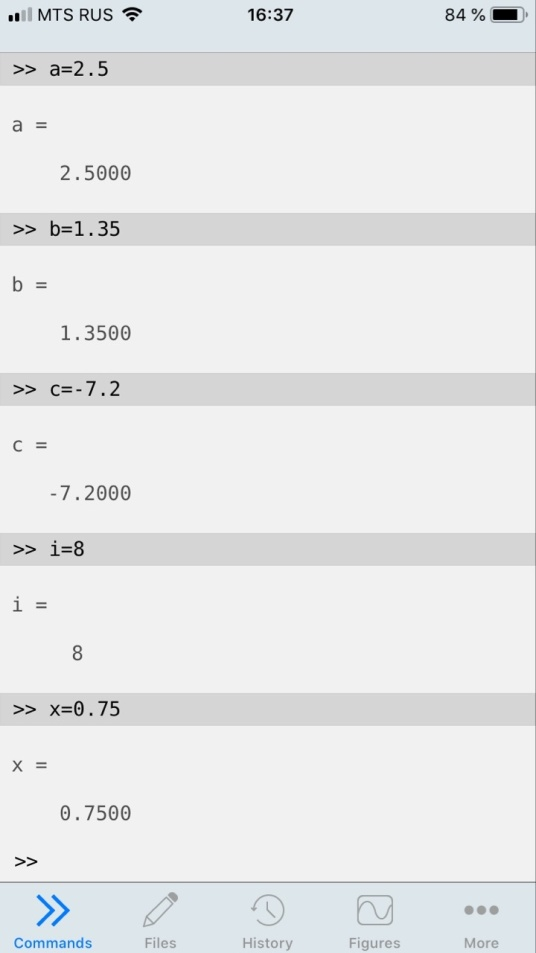 MTS RUS 16:37 84 %
>> a=2.5
a =
2.5000
>> b=1.35
b =
1.3500
>> c=-7.2
c =
-7.2000
>> i=8
i =
8
>> x=0.75
x =
0.7500
>>
Commands Files History Figures More